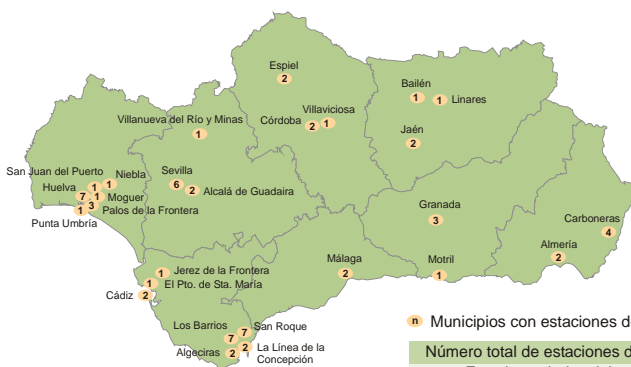 Espiel
2
Bailén
1
1
Linares
Villaviciosa
Córdoba
2
1
Villanueva del Río y Minas
1
Jaén
2
San Juan del Puerto
Niebla
Huelva
1
1
7
1
Moguer
3
Palos de la Frontera
1
Punta Umbría
Sevilla
6
2
Alcalá de Guadaira
Granada
3
Carboneras
4
Almería
2
Motril
1
Málaga
2
1
Jerez de la Frontera
1
El Pto. de Sta. María
Cádiz
2
Los Barrios
7
San Roque
7
2
La Línea de la
Concepción
Algeciras
2
n Municipios con estaciones d
Número total de estaciones d